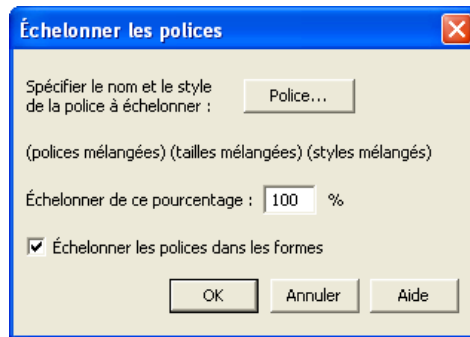 Échelonner les polices
Spécifier le nom et le style
de la police à échelonner :
Police...
(polices mélangées) (tailles mélangées) (styles mélangés)
Échelonner de ce pourcentage : 100 %
Échelonner les polices dans les formes
OK Annuler Aide